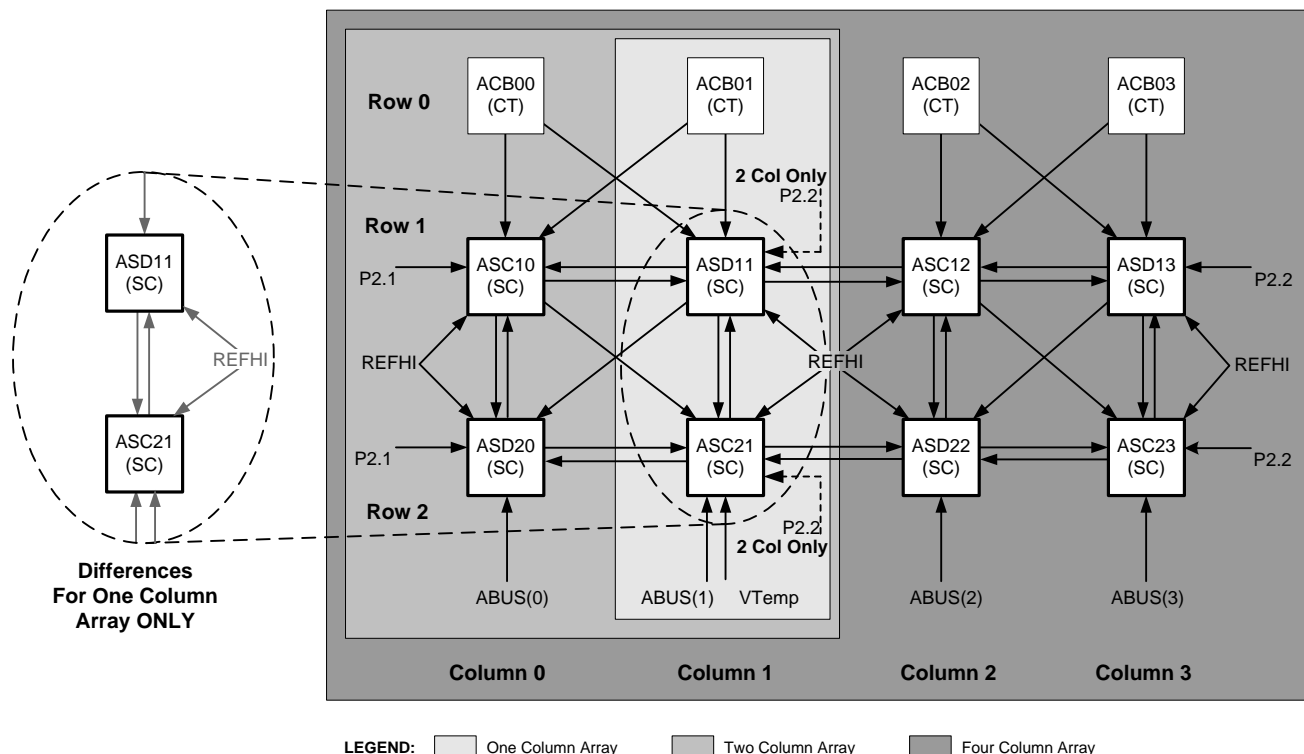 ACB00
(CT)
ACB01
(CT)
ACB02
(CT)
ACB03
(CT)
Row 0
2 Col Only
P2.2
Row 1
ASD11
(SC)
ASC10
(SC)
ASD11
(SC)
ASC12
(SC)
ASD13
(SC)
P2.1
P2.2
REFHI
REFHI
REFHI
REFHI
ASC21
(SC)
ASD20
(SC)
ASC21
(SC)
ASD22
(SC)
ASC23
(SC)
P2.1
P2.2
Row 2
P2.2
2 Col Only
Differences
For One Column
Array ONLY
ABUS(0)
ABUS(1)
VTemp
ABUS(2)
ABUS(3)
Column 0
Column 1
Column 2
Column 3
LEGEND:
One Column Array
Two Column Array
Four Column Array